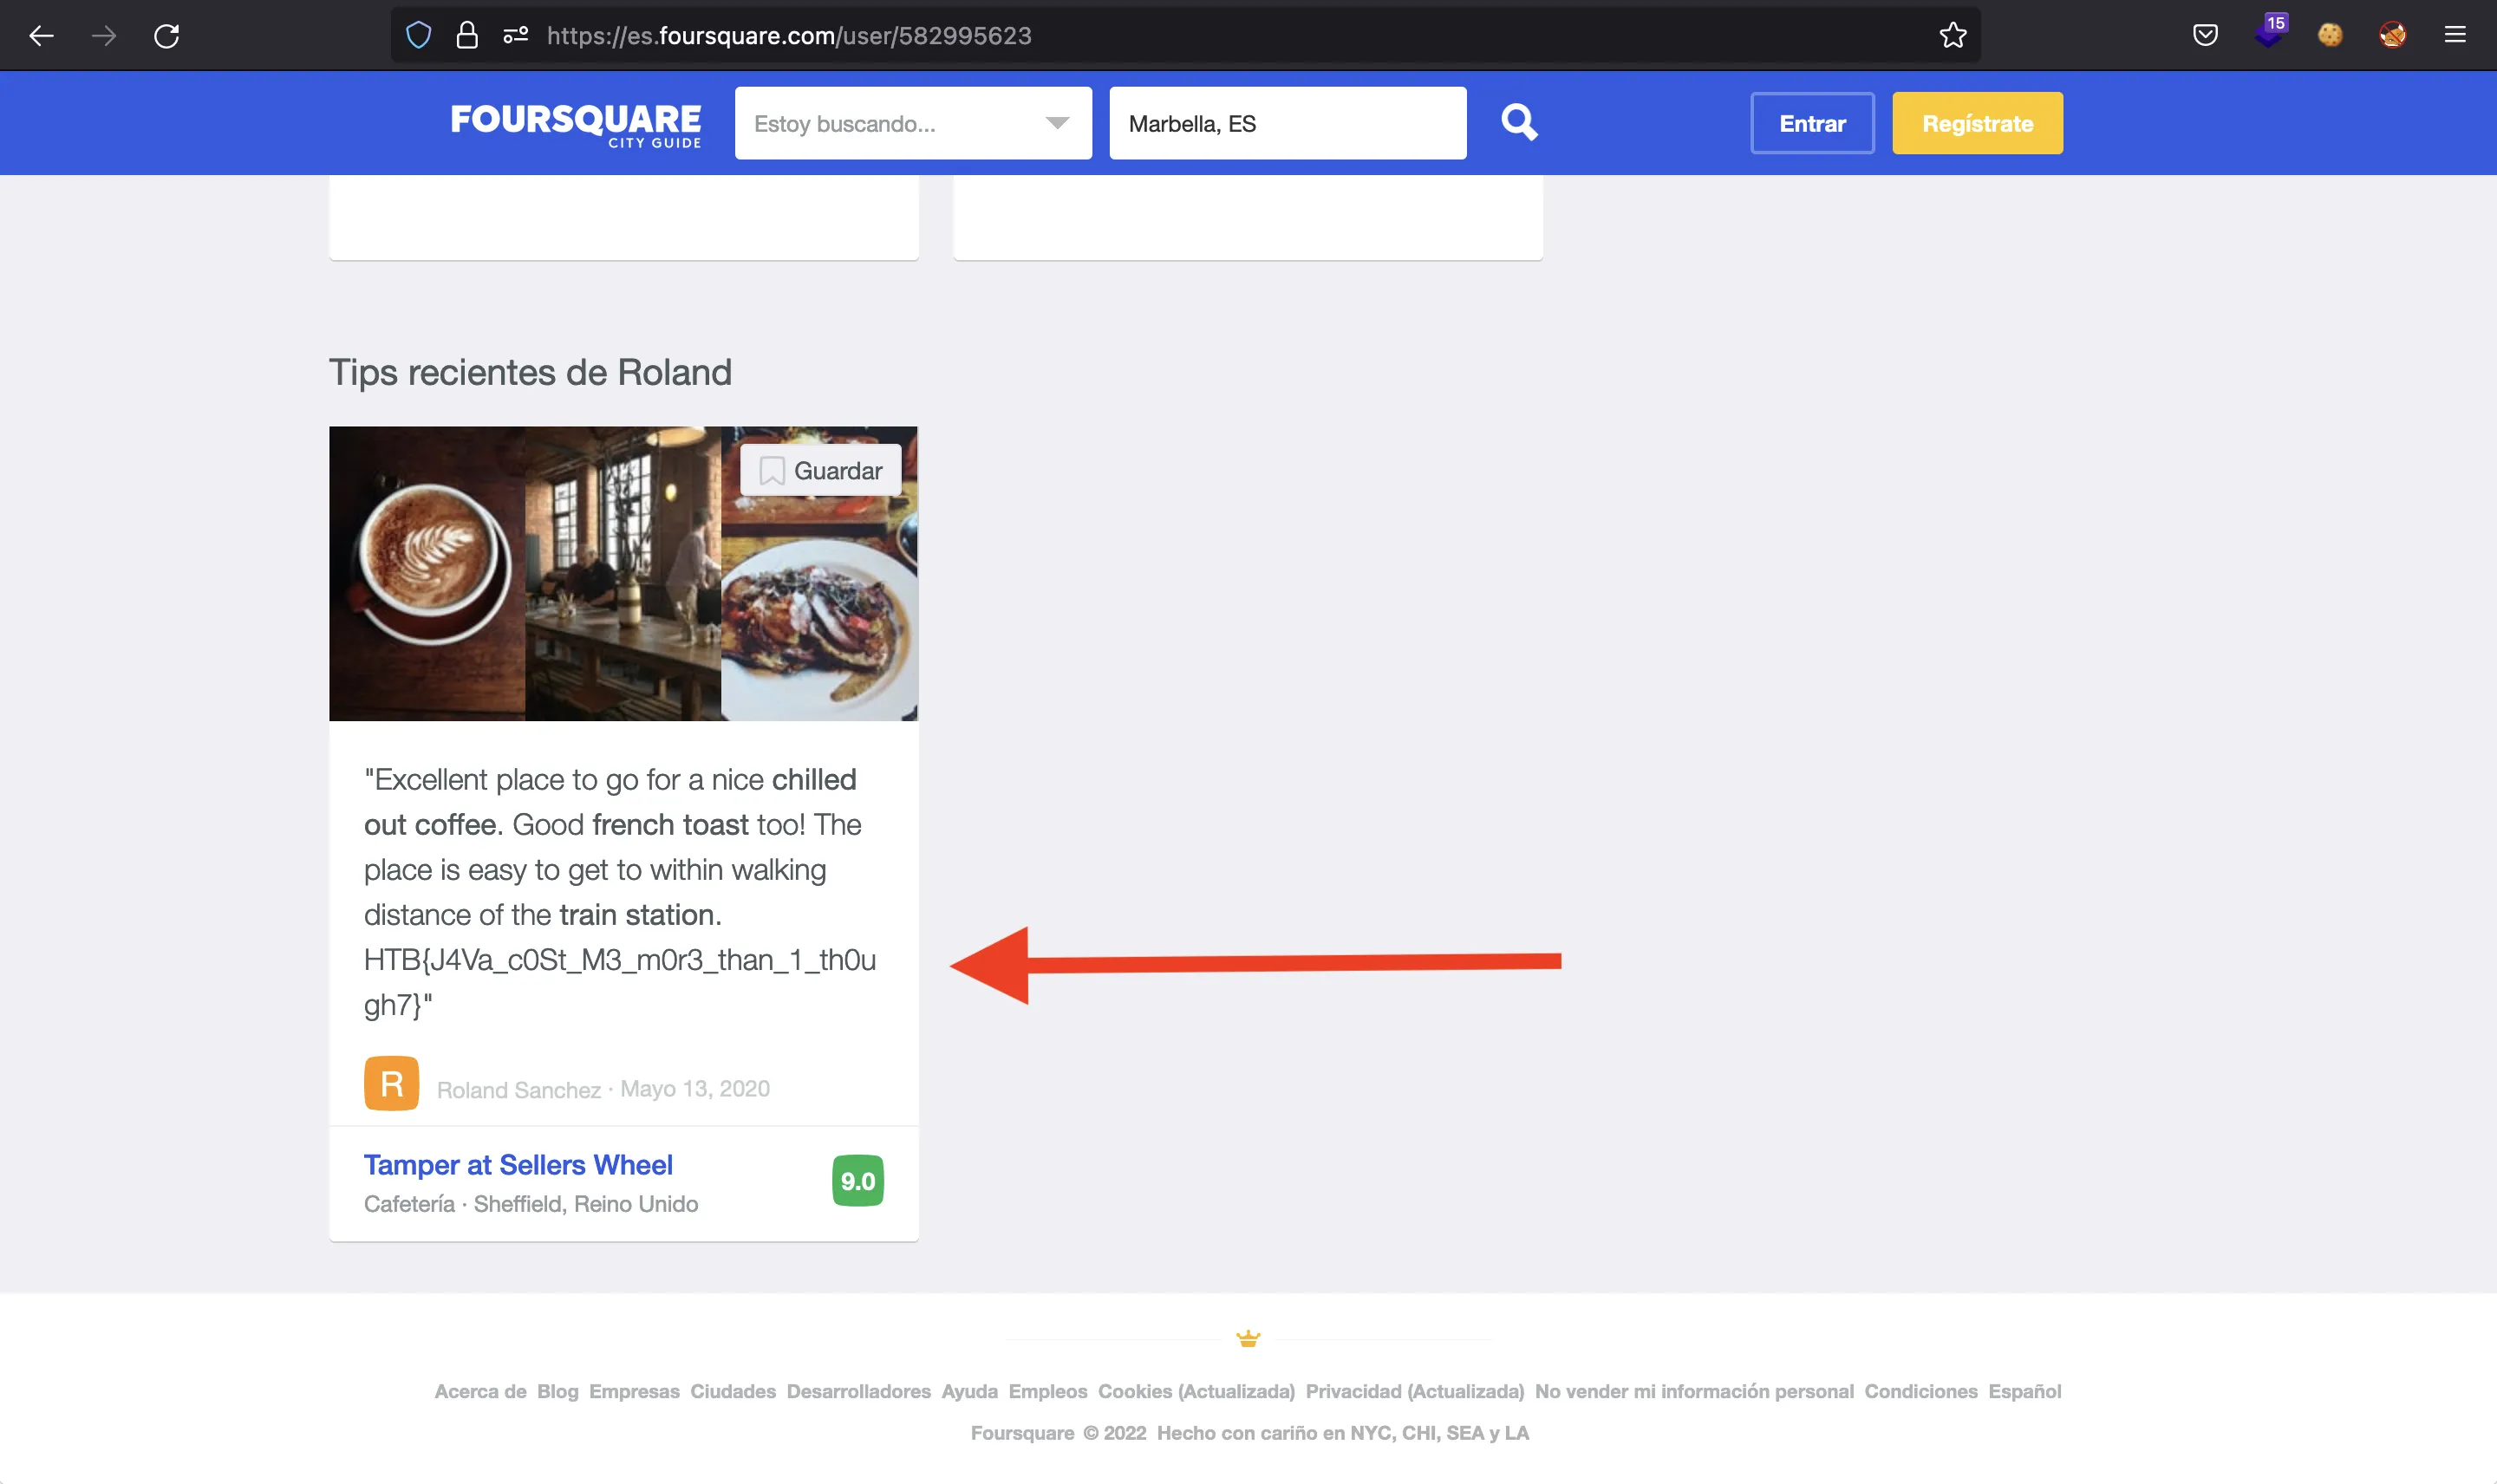 https://es.foursquare.com/user/582995623
15
FOURSQUARE
CITY GUIDE
Estoy buscando...
Marbella, ES
Entrar
Regístrate
Tips recientes de Roland
Guardar
"Excellent place to go for a nice chilled
out coffee. Good french toast too! The
place is easy to get to within walking
distance of the train station.
HTB{J4Va_c0St_M3_m0r3_than_1_th0u
gh7}"
R
Roland Sanchez · Mayo 13, 2020
Tamper at Sellers Wheel
9.0
Cafetería · Sheffield, Reino Unido
Acerca de Blog Empresas Ciudades Desarrolladores Ayuda Empleos Cookies (Actualizada) Privacidad (Actualizada) No vender mi información personal Condiciones Español
Foursquare © 2022 Hecho con cariño en NYC, CHI, SEA y LA